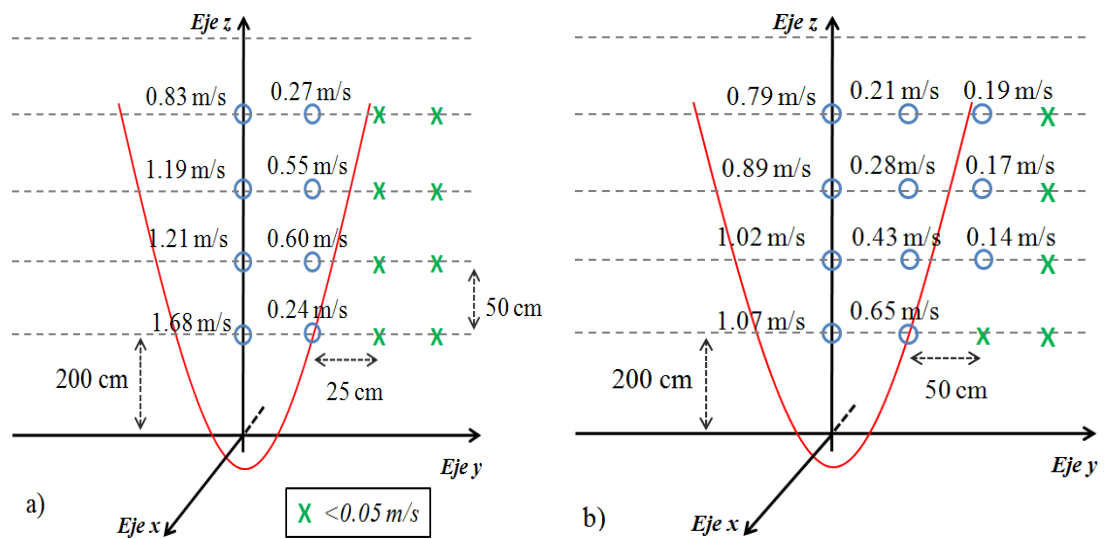 Eje z
0.83 m/s 0.27 m/s
1.19 m/s 0.55 m/s
1.21 m/s 0.60 m/s
1.68 m/s 0.24 m/s
50 cm
200 cm
25 cm
Eje y
Eje x
a)
X <0.05 m/s
Eje z
0.79 m/s 0.21 m/s 0.19 m/s
0.89 m/s 0.28m/s 0.17 m/s
1.02 m/s 0.43 m/s 0.14 m/s
1.07 m/s 0.65 m/s
200 cm
50 cm
Eje y
Eje x
b)